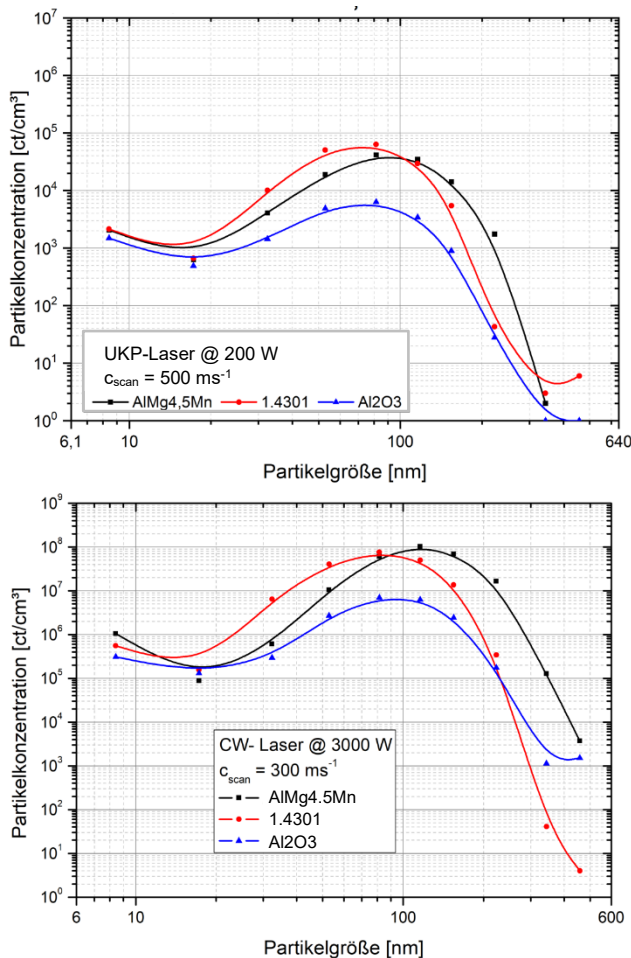 10⁷
10⁶
10⁵
10⁴
10³
10²
10¹
10⁰
Partikelkonzentration [ct/cm³]
UKP-Laser @ 200 W
c_scan = 500 ms⁻¹
AlMg4,5Mn 1.4301 Al2O3
6,1 10 100 640
Partikelgröße [nm]
10⁹
10⁸
10⁷
10⁶
10⁵
10⁴
10³
10²
10¹
10⁰
Partikelkonzentration [ct/cm³]
CW- Laser @ 3000 W
c_scan = 300 ms⁻¹
AlMg4.5Mn
1.4301
Al2O3
6 10 100 600
Partikelgröße [nm]